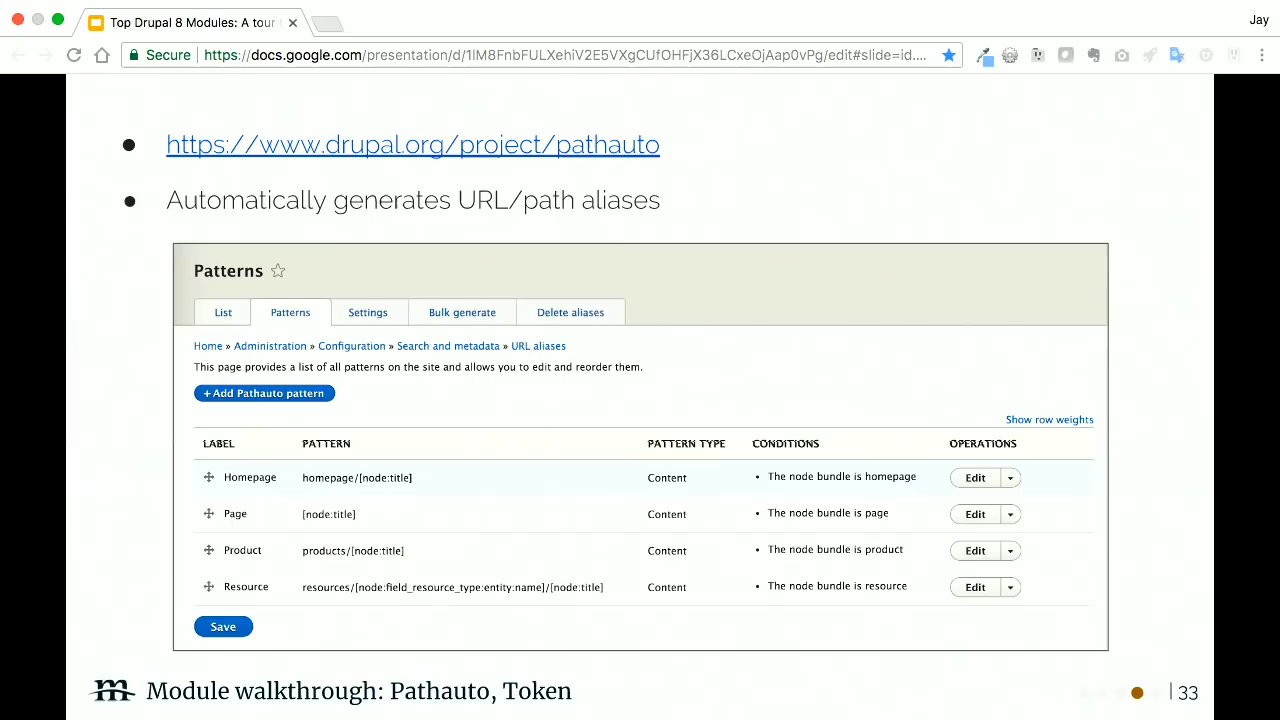 Top Drupal 8 Modules: A tour
Jay
Secure
https://docs.google.com/presentation/d/1lM8FnbFULXehiV2E5VXgCUfOHFjX36LCxeOjAap0vPg/edit#slide=id....
https://www.drupal.org/project/pathauto
Automatically generates URL/path aliases
Patterns
List Patterns Settings Bulk generate Delete aliases
Home » Administration » Configuration » Search and metadata » URL aliases
This page provides a list of all patterns on the site and allows you to edit and reorder them.
+ Add Pathauto pattern
Show row weights
LABEL PATTERN PATTERN TYPE CONDITIONS OPERATIONS
Homepage homepage/[node:title] Content • The node bundle is homepage Edit
Page [node:title] Content • The node bundle is page Edit
Product products/[node:title] Content • The node bundle is product Edit
Resource resources/[node:field_resource_type:entity:name]/[node:title] Content • The node bundle is resource Edit
Save
m Module walkthrough: Pathauto, Token
33